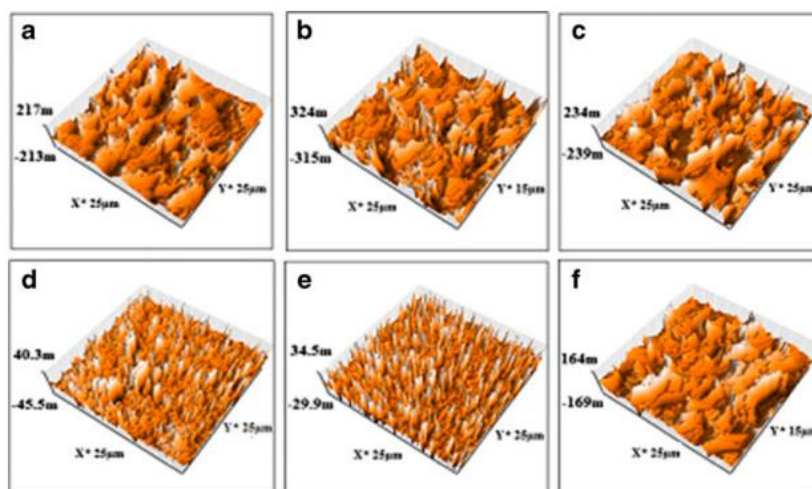 a
217m
-213m
X* 25µm
Y* 25µm
b
324m
-315m
X* 25µm
Y* 15µm
c
234m
-239m
X* 25µm
Y* 25µm
d
40.3m
-45.5m
X* 25µm
Y* 25µm
e
34.5m
-29.9m
X* 25µm
Y* 25µm
f
164m
-169m
X* 25µm
Y* 15µm